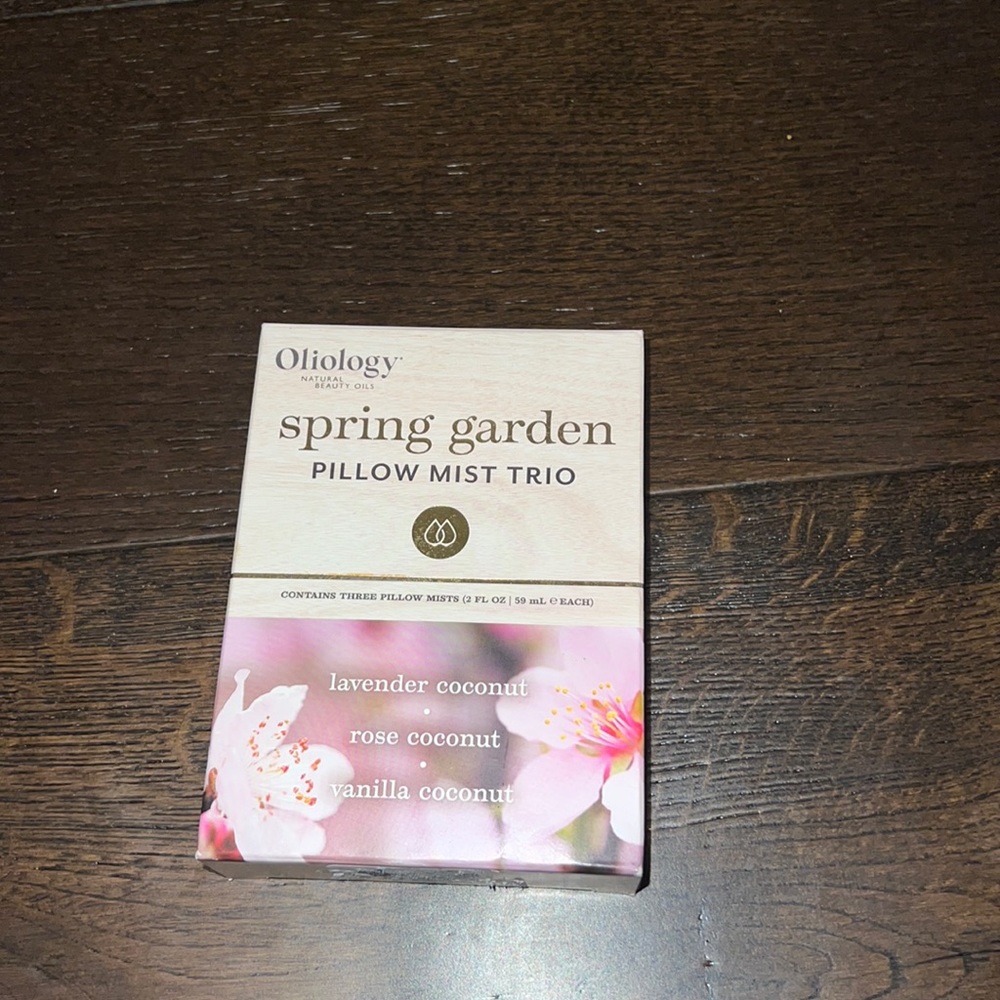 Oliology
NATURAL
BEAUTY OILS
spring garden
PILLOW MIST TRIO
CONTAINS THREE PILLOW MISTS (2 FL OZ | 59 mL ℮ EACH)
lavender coconut
•
rose coconut
•
vanilla coconut